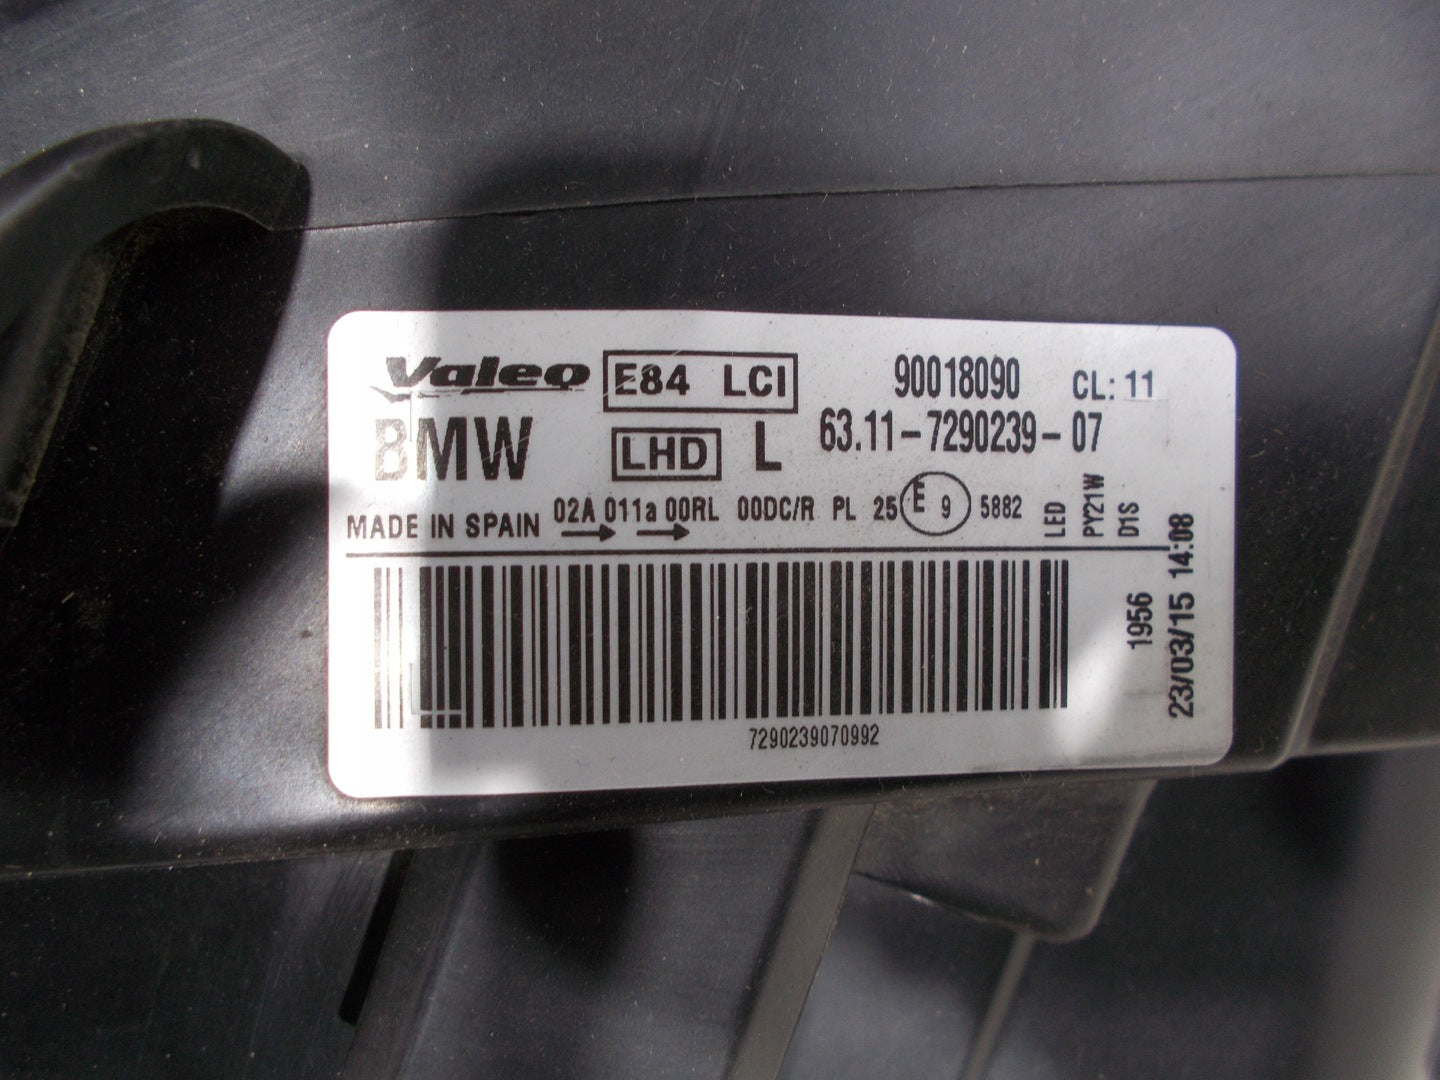 Valeo E84 LCI 90018090 CL: 11
BMW LHD L 63.11-7290239-07
MADE IN SPAIN 02A 011a 00RL 00DC/R PL 25 E 9 5882
LED
PY21W
D1S
1956
23/03/15 14:08
7290239070992